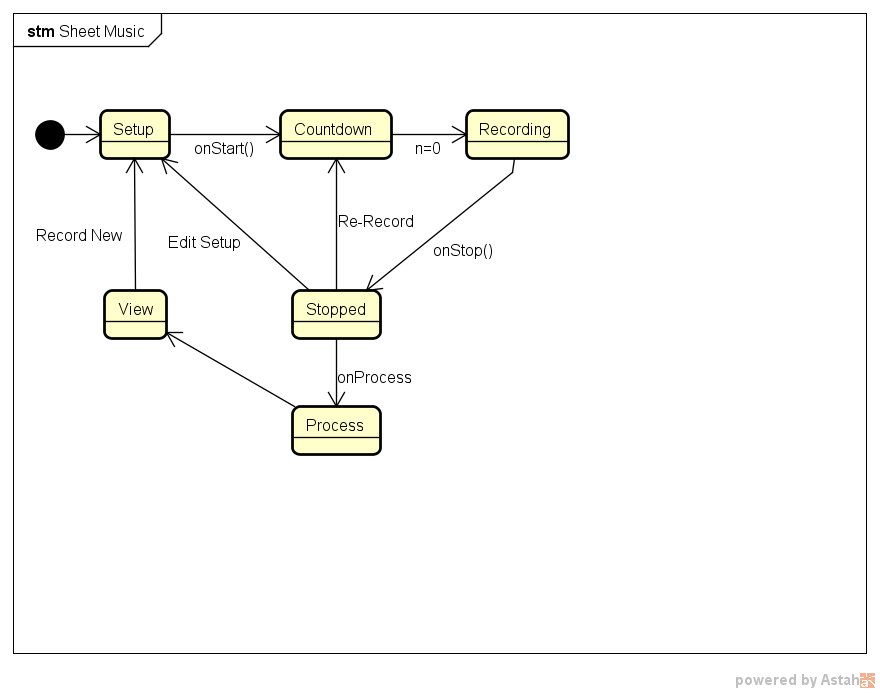 stm Sheet Music
Setup
Countdown
Recording
onStart()
n=0
Re-Record
Record New
Edit Setup
onStop()
View
Stopped
onProcess
Process
powered by Astah